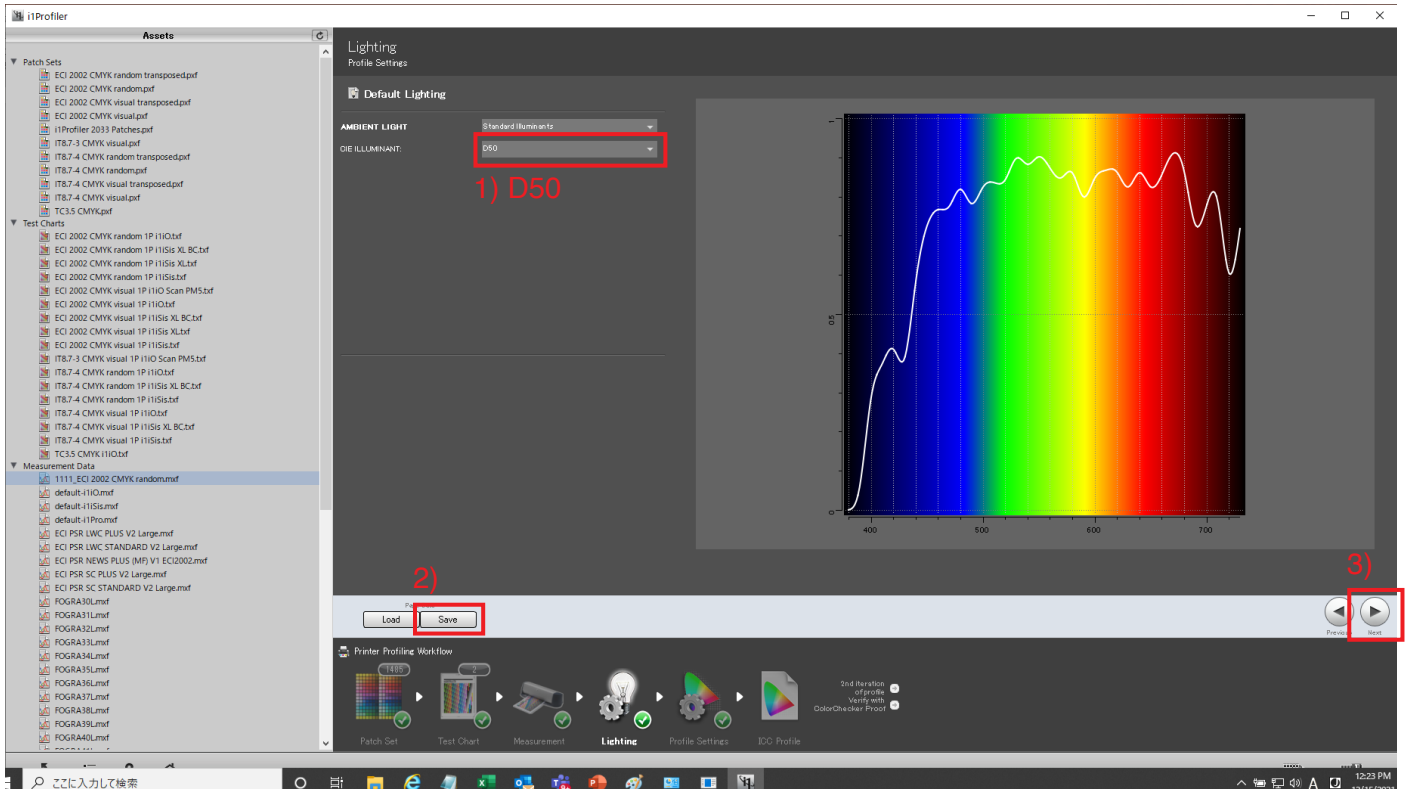 i1Profiler
Assets
Patch Sets
ECI 2002 CMYK random transposed.pxf
ECI 2002 CMYK random.pxf
ECI 2002 CMYK visual transposed.pxf
ECI 2002 CMYK visual.pxf
i1Profiler 2033 Patches.pxf
IT8.7-3 CMYK visual.pxf
IT8.7-4 CMYK random transposed.pxf
IT8.7-4 CMYK random.pxf
IT8.7-4 CMYK visual transposed.pxf
IT8.7-4 CMYK visual.pxf
TC3.5 CMYK.pxf
Test Charts
ECI 2002 CMYK random 1P i1iO.txf
ECI 2002 CMYK random 1P i1iSis XL BC.txf
ECI 2002 CMYK random 1P i1iSis XL.txf
ECI 2002 CMYK random 1P i1iSis.txf
ECI 2002 CMYK visual 1P i1iO Scan PM5.txf
ECI 2002 CMYK visual 1P i1iO.txf
ECI 2002 CMYK visual 1P i1iSis XL BC.txf
ECI 2002 CMYK visual 1P i1iSis XL.txf
ECI 2002 CMYK visual 1P i1iSis.txf
IT8.7-3 CMYK visual 1P i1iO Scan PM5.txf
IT8.7-4 CMYK random 1P i1iO.txf
IT8.7-4 CMYK random 1P i1iSis XL BC.txf
IT8.7-4 CMYK random 1P i1iSis.txf
IT8.7-4 CMYK visual 1P i1iO.txf
IT8.7-4 CMYK visual 1P i1iSis XL BC.txf
IT8.7-4 CMYK visual 1P i1iSis.txf
TC3.5 CMYK i1iO.txf
Measurement Data
1111_ECI 2002 CMYK random.mxf
default-i1iO.mxf
default-i1iSis.mxf
default-i1Pro.mxf
ECI PSR LWC PLUS V2 Large.mxf
ECI PSR LWC STANDARD V2 Large.mxf
ECI PSR NEWS PLUS (MF) V1 ECI2002.mxf
ECI PSR SC PLUS V2 Large.mxf
ECI PSR SC STANDARD V2 Large.mxf
FOGRA30L.mxf
FOGRA31L.mxf
FOGRA32L.mxf
FOGRA33L.mxf
FOGRA34L.mxf
FOGRA35L.mxf
FOGRA36L.mxf
FOGRA37L.mxf
FOGRA38L.mxf
FOGRA39L.mxf
FOGRA40L.mxf
Lighting
Profile Settings
Default Lighting
AMBIENT LIGHT Standard Illuminants
CIE ILLUMINANT: D50
1) D50
1
0.5
0
400 500 600 700
2)
3)
Load Save
Previous Next
Printer Profiling Workflow
1485 2
Patch Set Test Chart Measurement Lighting Profile Settings ICC Profile
2nd iteration
of profile
Verify with
ColorChecker Proof
ここに入力して検索
A
12:23 PM